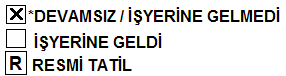 X *DEVAMSIZ / İŞYERİNE GELMEDİ
İŞYERİNE GELDİ
R RESMİ TATİL